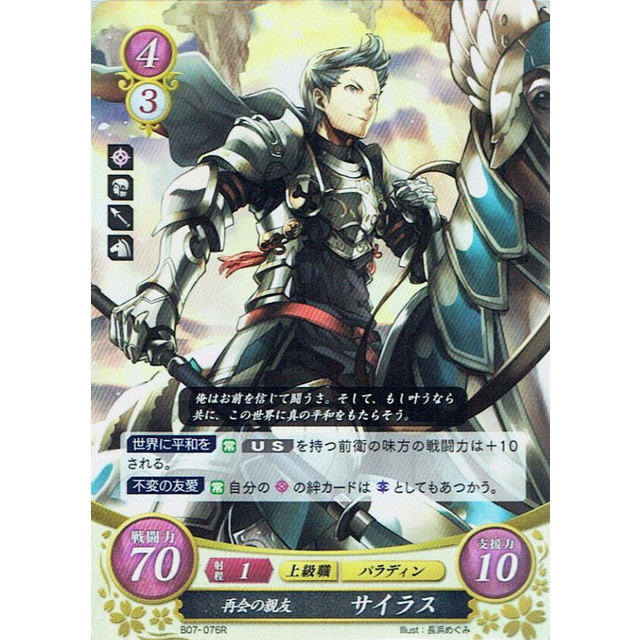 4
3
俺はお前を信じて闘うさ。そして、もし叶うなら
共に、この世界に真の平和をもたらそう。
世界に平和を 常 US を持つ前衛の味方の戦闘力は+10
される。
不変の友愛 常 自分の の絆カードは としてもあつかう。
戦闘力
70
射程 1
上級職
パラディン
支援力
10
再会の親友 サイラス
B07-076R
Illust:長浜めぐみ